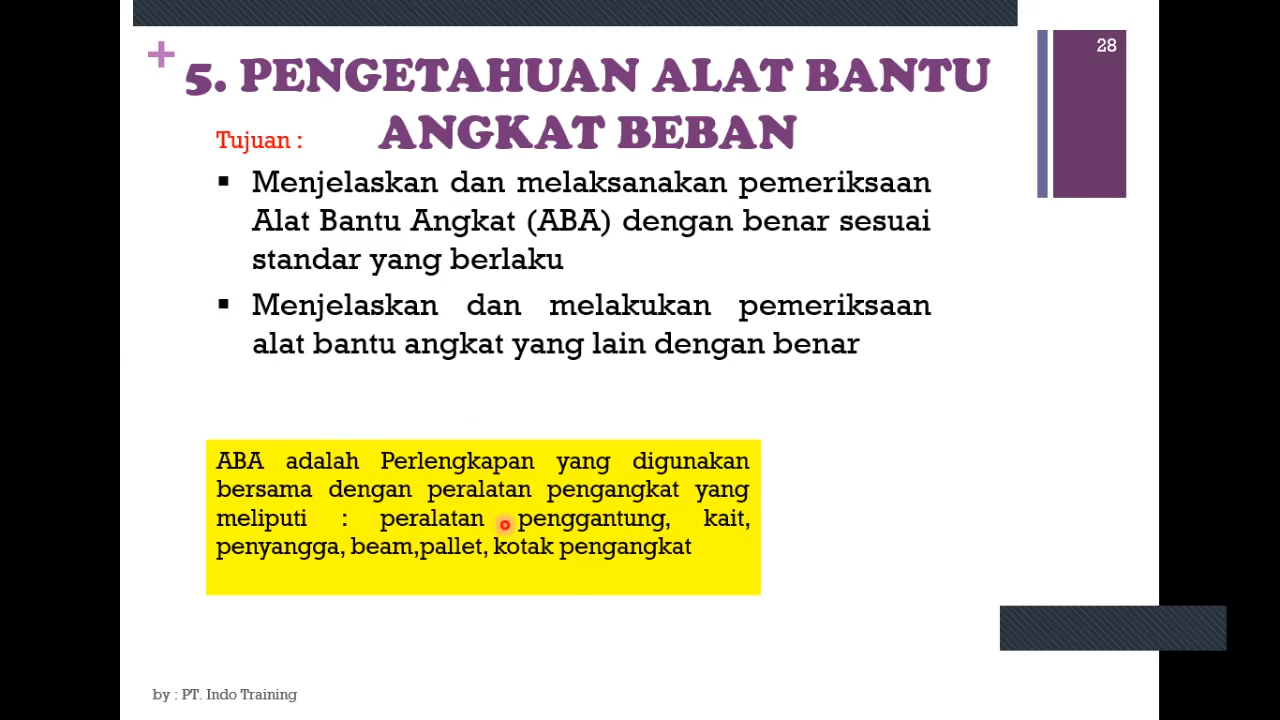 28
5. PENGETAHUAN ALAT BANTU
ANGKAT BEBAN
Tujuan :
▪ Menjelaskan dan melaksanakan pemeriksaan
Alat Bantu Angkat (ABA) dengan benar sesuai
standar yang berlaku
▪ Menjelaskan dan melakukan pemeriksaan
alat bantu angkat yang lain dengan benar
ABA adalah Perlengkapan yang digunakan
bersama dengan peralatan pengangkat yang
meliputi : peralatan penggantung, kait,
penyangga, beam,pallet, kotak pengangkat
by : PT. Indo Training